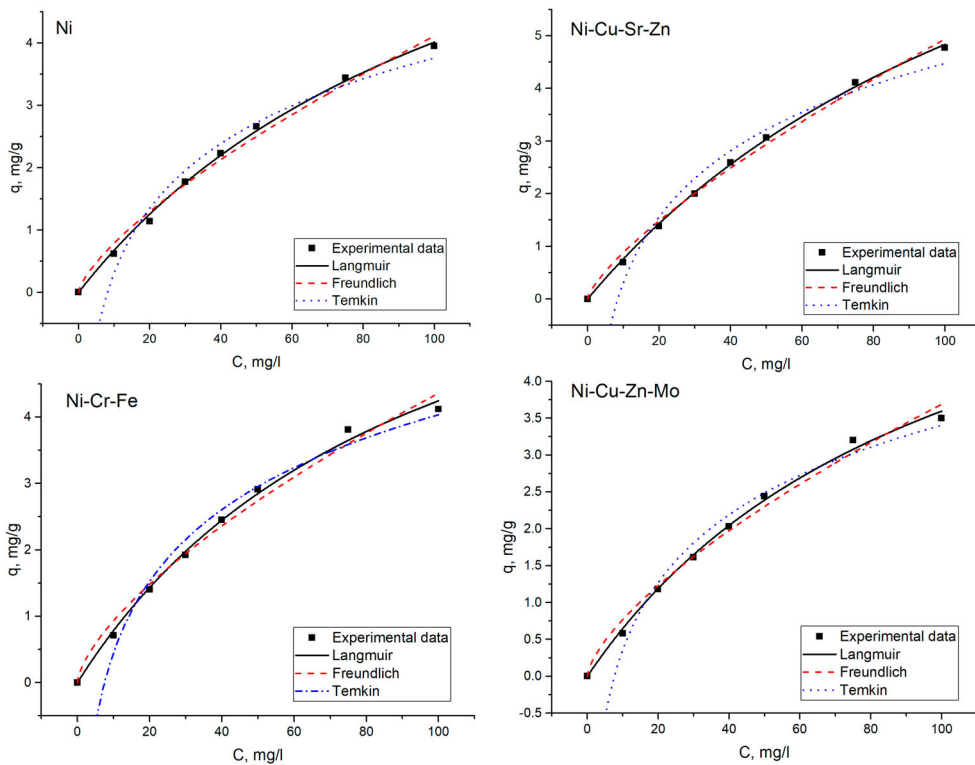 Ni
q, mg/g
4
3
2
1
0
0 20 40 60 80 100
C, mg/l
Experimental data
Langmuir
Freundlich
Temkin
Ni-Cu-Sr-Zn
q, mg/g
5
4
3
2
1
0
0 20 40 60 80 100
C, mg/l
Experimental data
Langmuir
Freundlich
Temkin
Ni-Cr-Fe
q, mg/g
4
3
2
1
0
0 20 40 60 80 100
C, mg/l
Experimental data
Langmuir
Freundlich
Temkin
Ni-Cu-Zn-Mo
q, mg/g
4.0
3.5
3.0
2.5
2.0
1.5
1.0
0.5
0.0
-0.5
0 20 40 60 80 100
C, mg/l
Experimental data
Langmuir
Freundlich
Temkin